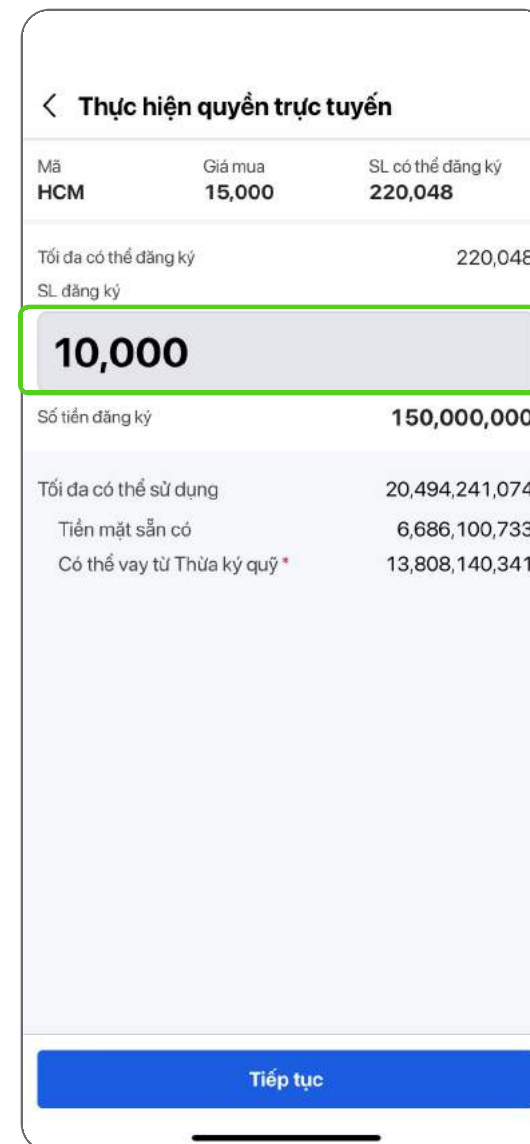 Thực hiện quyền trực tuyến
Mã Giá mua SL có thể đăng ký
HCM 15,000 220,048
Tối đa có thể đăng ký 220,048
SL đăng ký
10,000
Số tiền đăng ký 150,000,000
Tối đa có thể sử dụng 20,494,241,074
Tiền mặt sẵn có 6,686,100,733
Có thể vay từ Thừa ký quỹ * 13,808,140,341
Tiếp tục